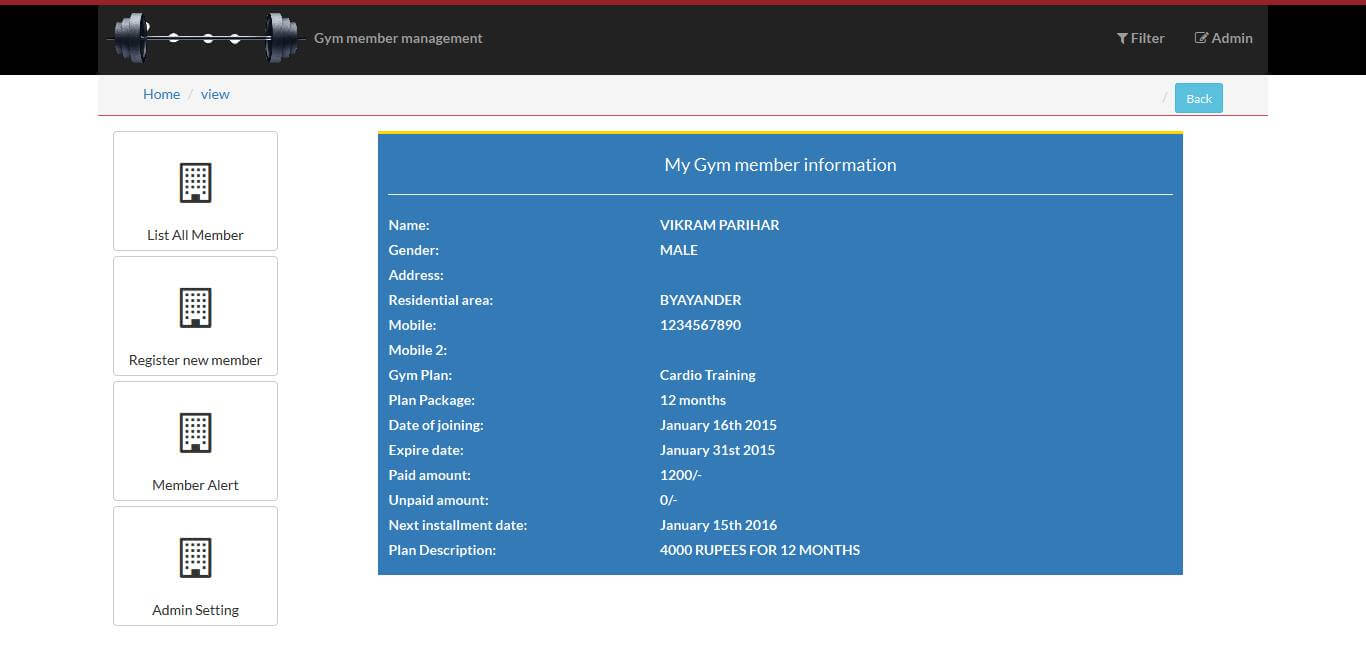 Gym member management
Filter
Admin
Home / view
/ Back
List All Member
Register new member
Member Alert
Admin Setting
My Gym member information
Name: VIKRAM PARIHAR
Gender: MALE
Address:
Residential area: BYAYANDER
Mobile: 1234567890
Mobile 2:
Gym Plan: Cardio Training
Plan Package: 12 months
Date of joining: January 16th 2015
Expire date: January 31st 2015
Paid amount: 1200/-
Unpaid amount: 0/-
Next installment date: January 15th 2016
Plan Description: 4000 RUPEES FOR 12 MONTHS